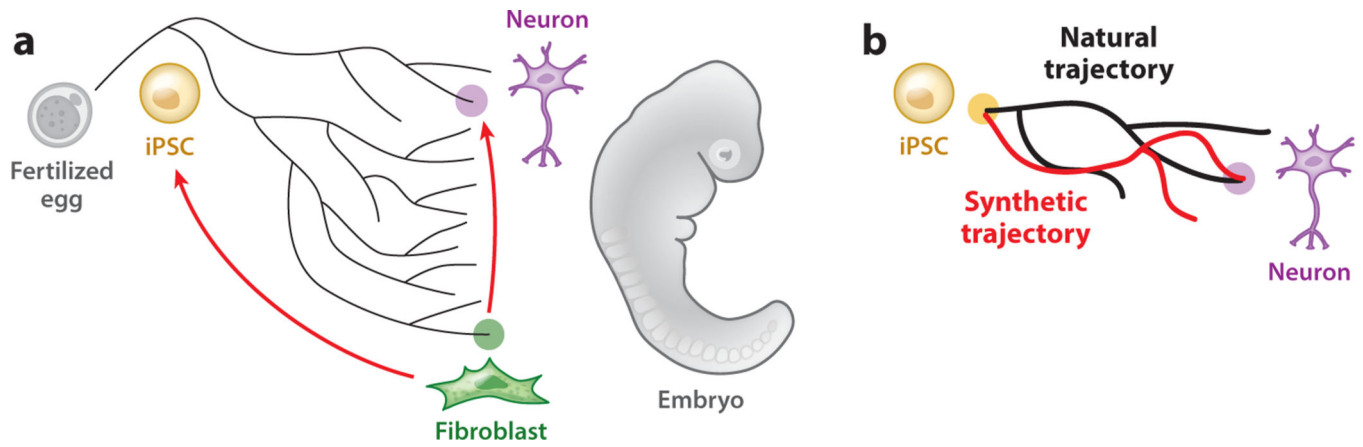 a
Neuron
iPSC
Fertilized
egg
Fibroblast
Embryo
b
Natural
trajectory
iPSC
Synthetic
trajectory
Neuron